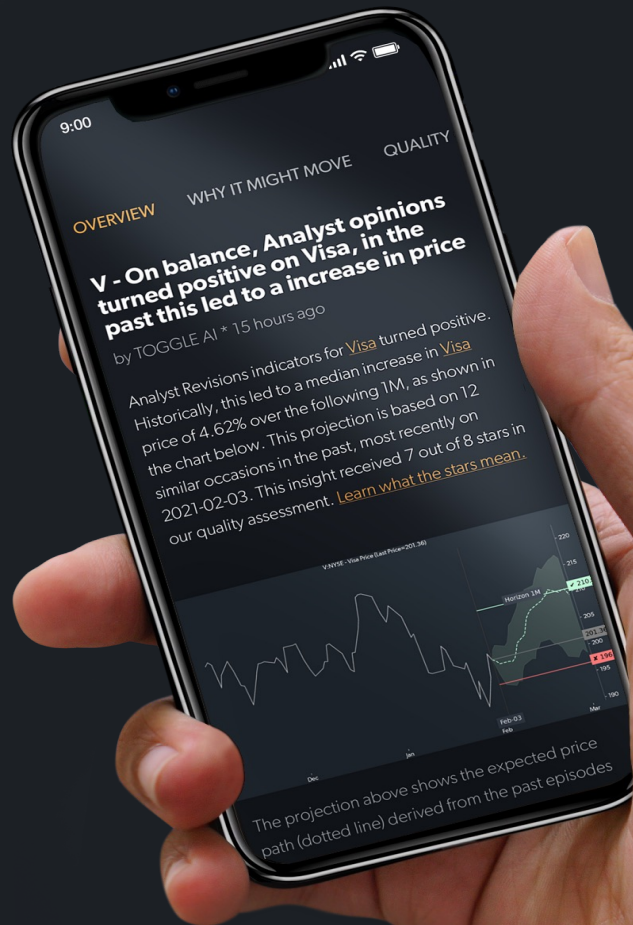 9:00
OVERVIEW WHY IT MIGHT MOVE QUALITY
V - On balance, Analyst opinions
turned positive on Visa, in the
past this led to a increase in price
by TOGGLE AI * 15 hours ago
Analyst Revisions indicators for Visa turned positive.
Historically, this led to a median increase in Visa
price of 4.62% over the following 1M, as shown in
the chart below. This projection is based on 12
similar occasions in the past, most recently on
2021-02-03. This insight received 7 out of 8 stars in
our quality assessment. Learn what the stars mean.
V:NYSE - Visa Price (Last Price=201.36)
220
215
Horizon 1M
210.
205
201.3
200
196
195
190
Feb-03
Dec Jan Feb Mar
The projection above shows the expected price
path (dotted line) derived from the past episodes